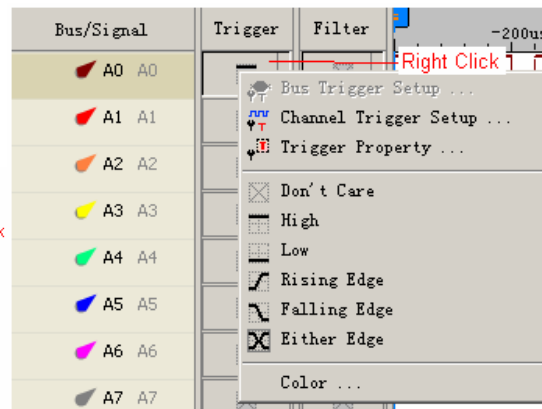 Bus/Signal Trigger Filter -200us
Right Click
A0 A0
Bus Trigger Setup ...
A1 A1
Channel Trigger Setup ...
A2 A2
Trigger Property ...
Don't Care
A3 A3
High
A4 A4
Low
Rising Edge
A5 A5
Falling Edge
A6 A6
Either Edge
Color ...
A7 A7